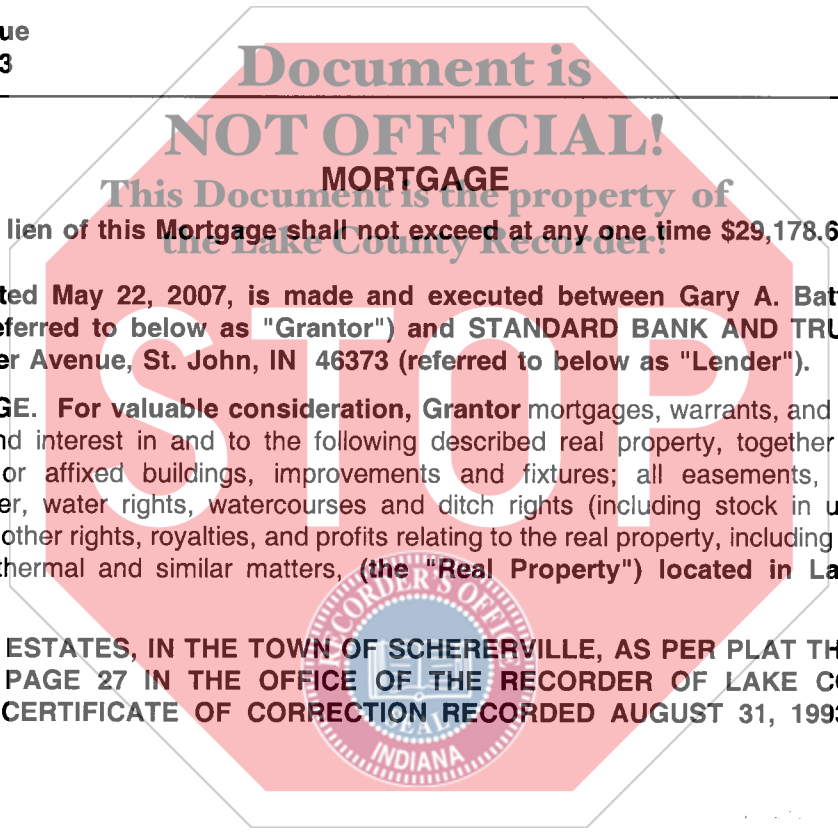 ue
3
Document is
NOT OFFICIAL!
MORTGAGE
This Document is the property of
lien of this Mortgage shall not exceed at any one time $29,178.6
the Lake County Recorder!
ted May 22, 2007, is made and executed between Gary A. Bat
eferred to below as "Grantor") and STANDARD BANK AND TRU
er Avenue, St. John, IN 46373 (referred to below as "Lender").
GE. For valuable consideration, Grantor mortgages, warrants, and
nd interest in and to the following described real property, together
or affixed buildings, improvements and fixtures; all easements,
er, water rights, watercourses and ditch rights (including stock in u
other rights, royalties, and profits relating to the real property, including
thermal and similar matters, (the "Real Property") located in La
STOP
ESTATES, IN THE TOWN OF SCHERERVILLE, AS PER PLAT TH
PAGE 27 IN THE OFFICE OF THE RECORDER OF LAKE CO
CERTIFICATE OF CORRECTION RECORDED AUGUST 31, 1993
RECORDER'S OFFICE
SEAL
INDIANA